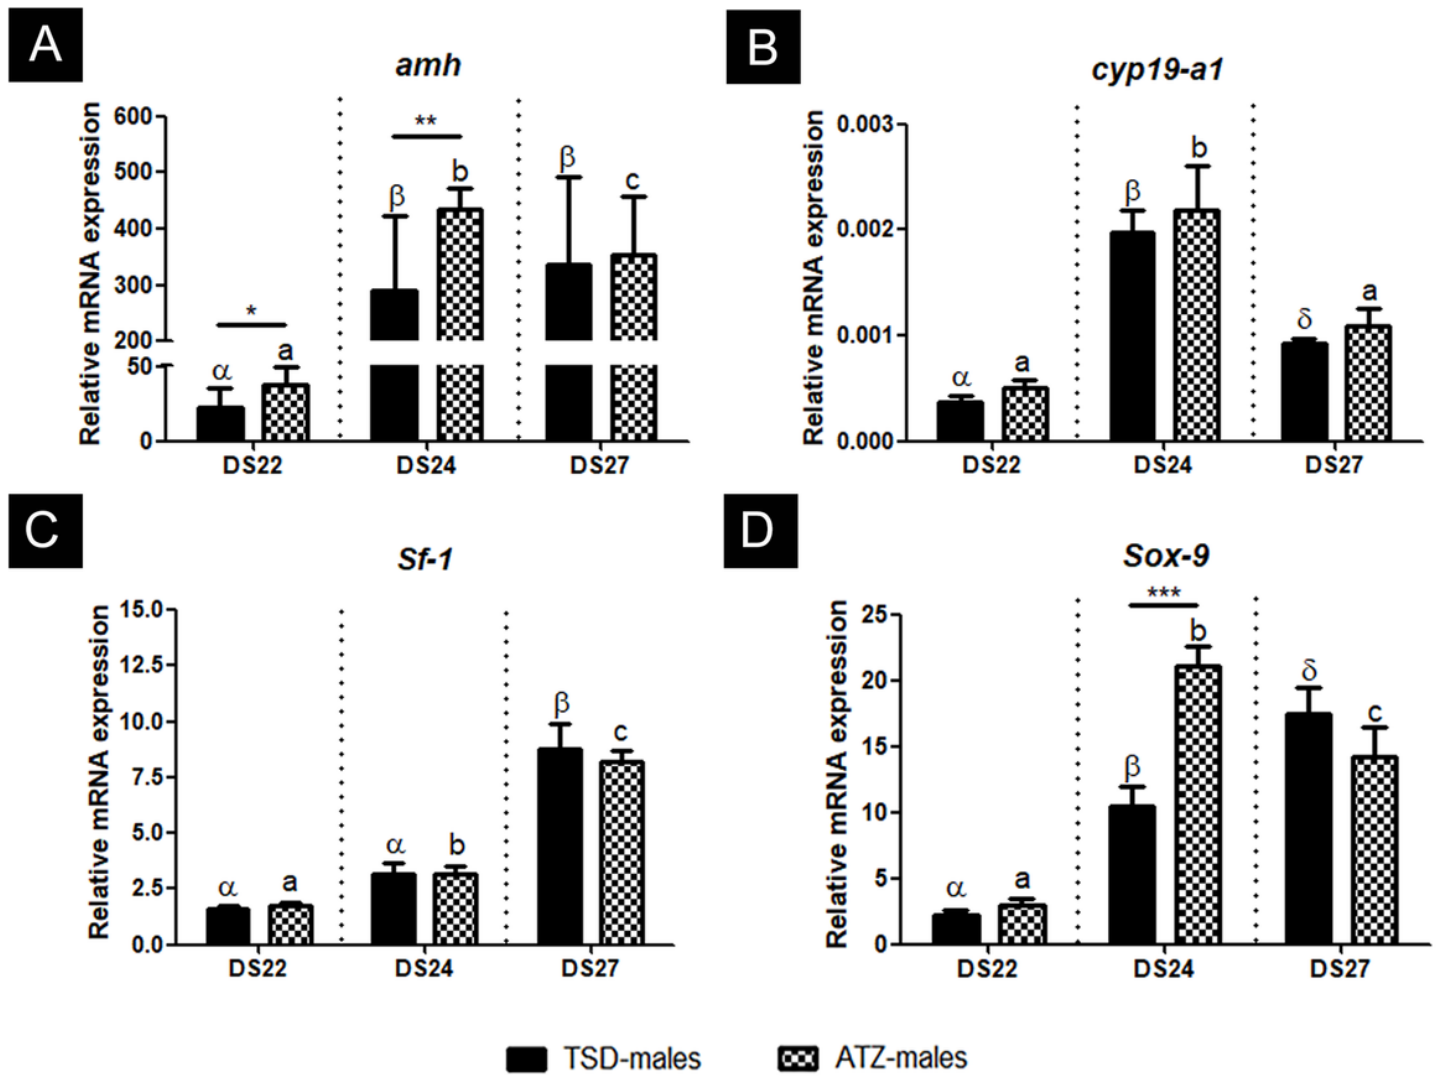 A
amh
Relative mRNA expression
600
500
400
300
200
50
0
*
**
α
a
β
b
β
c
DS22
DS24
DS27
B
cyp19-a1
Relative mRNA expression
0.003
0.002
0.001
0.000
α
a
β
b
δ
a
DS22
DS24
DS27
C
Sf-1
Relative mRNA expression
15.0
12.5
10.0
7.5
5.0
2.5
0.0
α
a
α
b
β
c
DS22
DS24
DS27
D
Sox-9
Relative mRNA expression
25
20
15
10
5
0
***
α
a
β
b
δ
c
DS22
DS24
DS27
TSD-males
ATZ-males